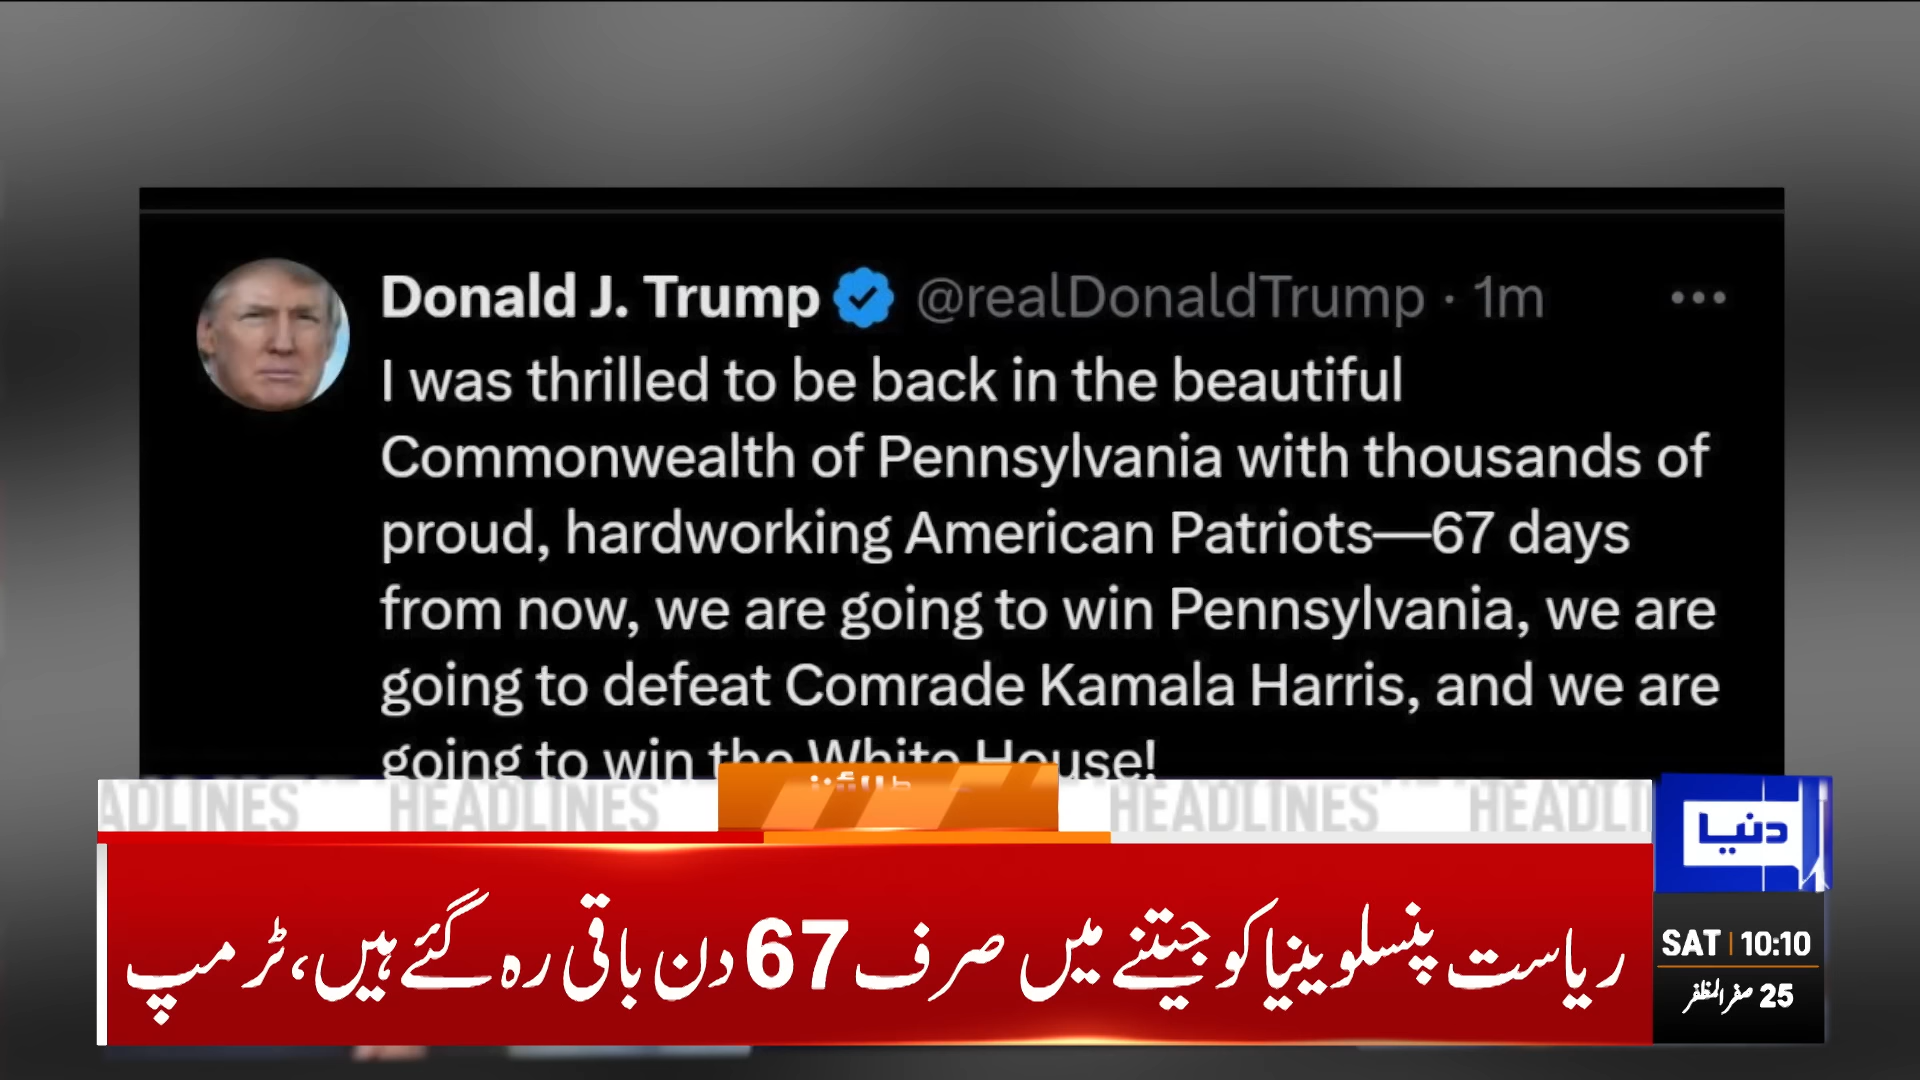 Donald J. Trump @realDonaldTrump · 1m
I was thrilled to be back in the beautiful
Commonwealth of Pennsylvania with thousands of
proud, hardworking American Patriots—67 days
from now, we are going to win Pennsylvania, we are
going to defeat Comrade Kamala Harris, and we are
going to win the White House!
ADLINES HEADLINES HEADLINES HEADLI
دنیا
ریاست پنسلوینیا کو جیتنے میں صرف 67 دن باقی رہ گئے ہیں، ٹرمپ
SAT 10:10
25 صفر المظفر